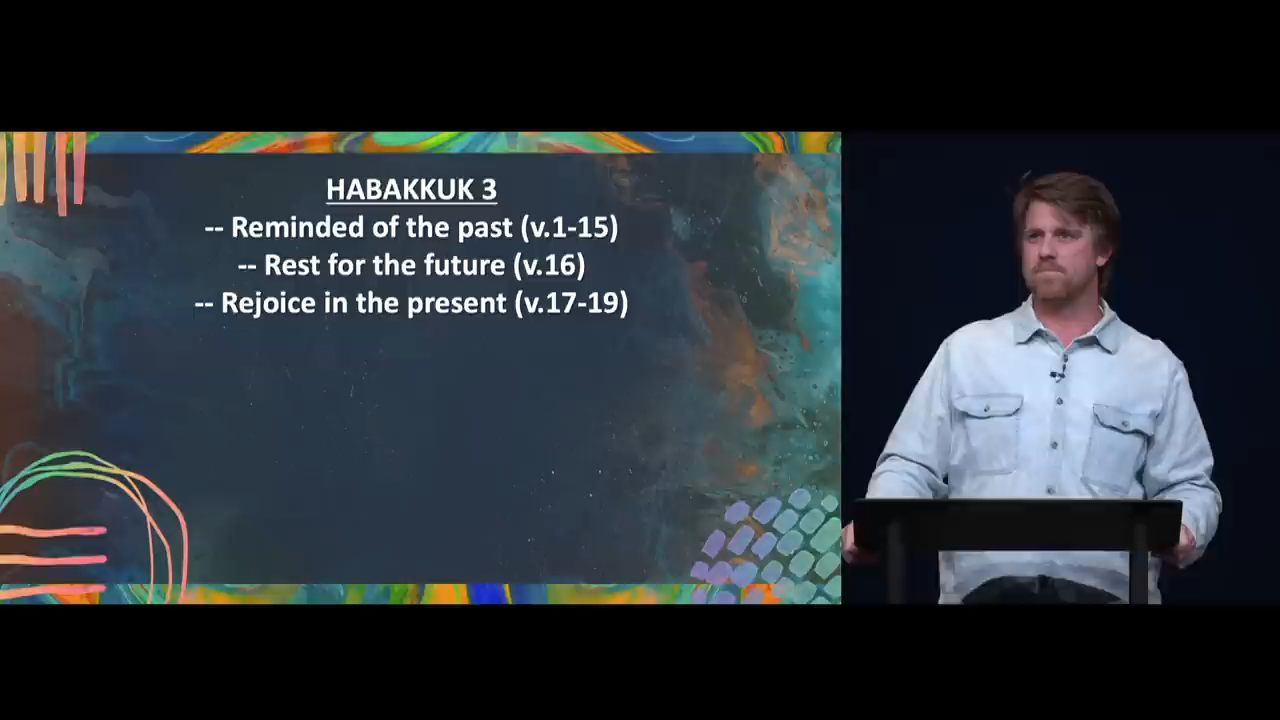 HABAKKUK 3
-- Reminded of the past (v.1-15)
-- Rest for the future (v.16)
-- Rejoice in the present (v.17-19)